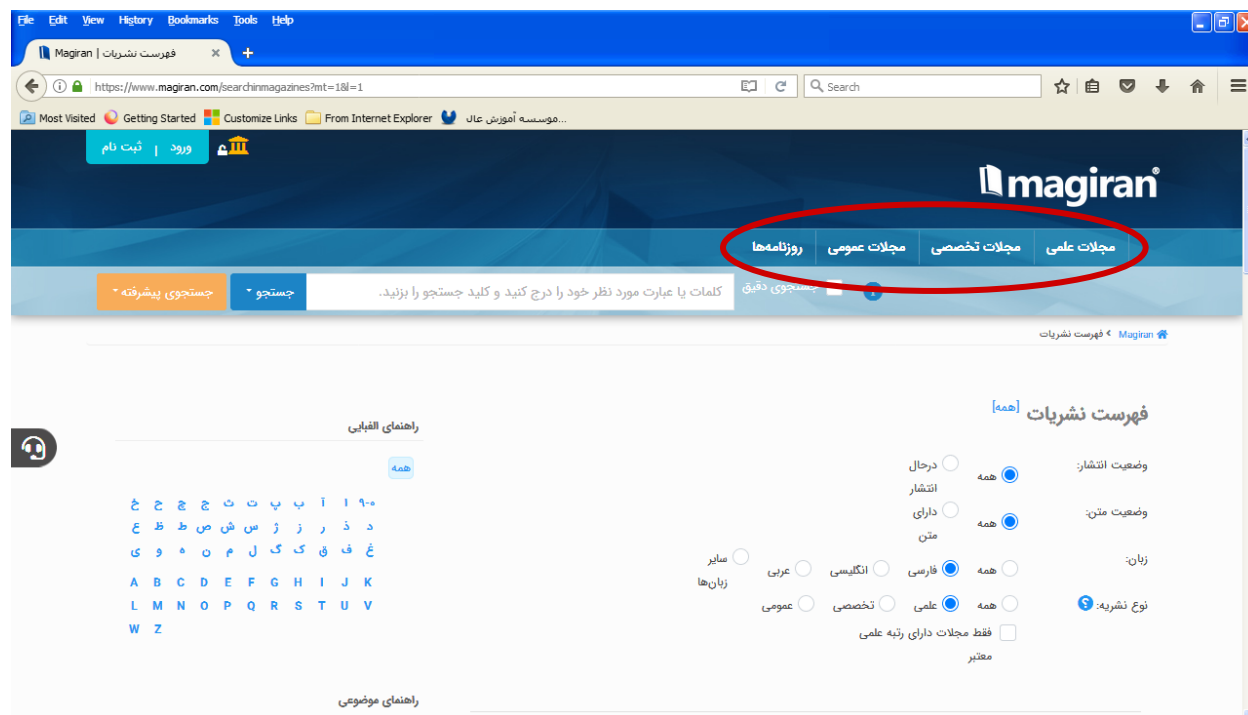 File Edit View History Bookmarks Tools Help
فهرست نشریات | Magiran × +
https://www.magiran.com/searchinmagazines?mt=1&l=1 Search
Most Visited Getting Started Customize Links From Internet Explorer موسسه آموزش عال...
ورود | ثبت نام
magiran®
مجلات علمی مجلات تخصصی مجلات عمومی روزنامه‌ها
جستجوی دقیق کلمات یا عبارت مورد نظر خود را درج کنید و کلید جستجو را بزنید. جستجو جستجوی پیشرفته
Magiran › فهرست نشریات
فهرست نشریات [همه]
وضعیت انتشار: همه درحال
انتشار
وضعیت متن: همه دارای
متن
زبان: همه فارسی انگلیسی عربی سایر
زبان‌ها
نوع نشریه: ? همه علمی تخصصی عمومی
فقط مجلات دارای رتبه علمی
معتبر
راهنمای الفبایی
همه
۹-۰ ا آ ب پ ت ث ج چ ح خ
د ذ ر ز ژ س ش ص ط ظ ع
غ ف ق ک گ ل م ن ه و ی
A B C D E F G H I J K
L M N O P Q R S T U V
W Z
راهنمای موضوعی